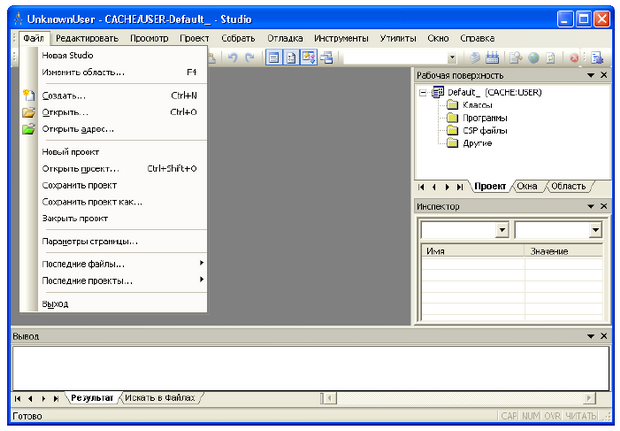 UnknownUser - CACHE/USER-Default_ - Studio
Файл Редактировать Просмотр Проект Собрать Отладка Инструменты Утилиты Окно Справка
Новая Studio
Изменить область... F4
Создать... Ctrl+N
Открыть... Ctrl+O
Открыть адрес...
Новый проект
Открыть проект... Ctrl+Shift+O
Сохранить проект
Сохранить проект как...
Закрыть проект
Параметры страницы...
Последние файлы...
Последние проекты...
Выход
Рабочая поверхность
Default_ (CACHE:USER)
Классы
Программы
CSP файлы
Другие
Проект Окна Область
Инспектор
Имя Значение
Вывод
Результат Искать в Файлах
Готово CAP NUM OVR ЧИТАТЬ